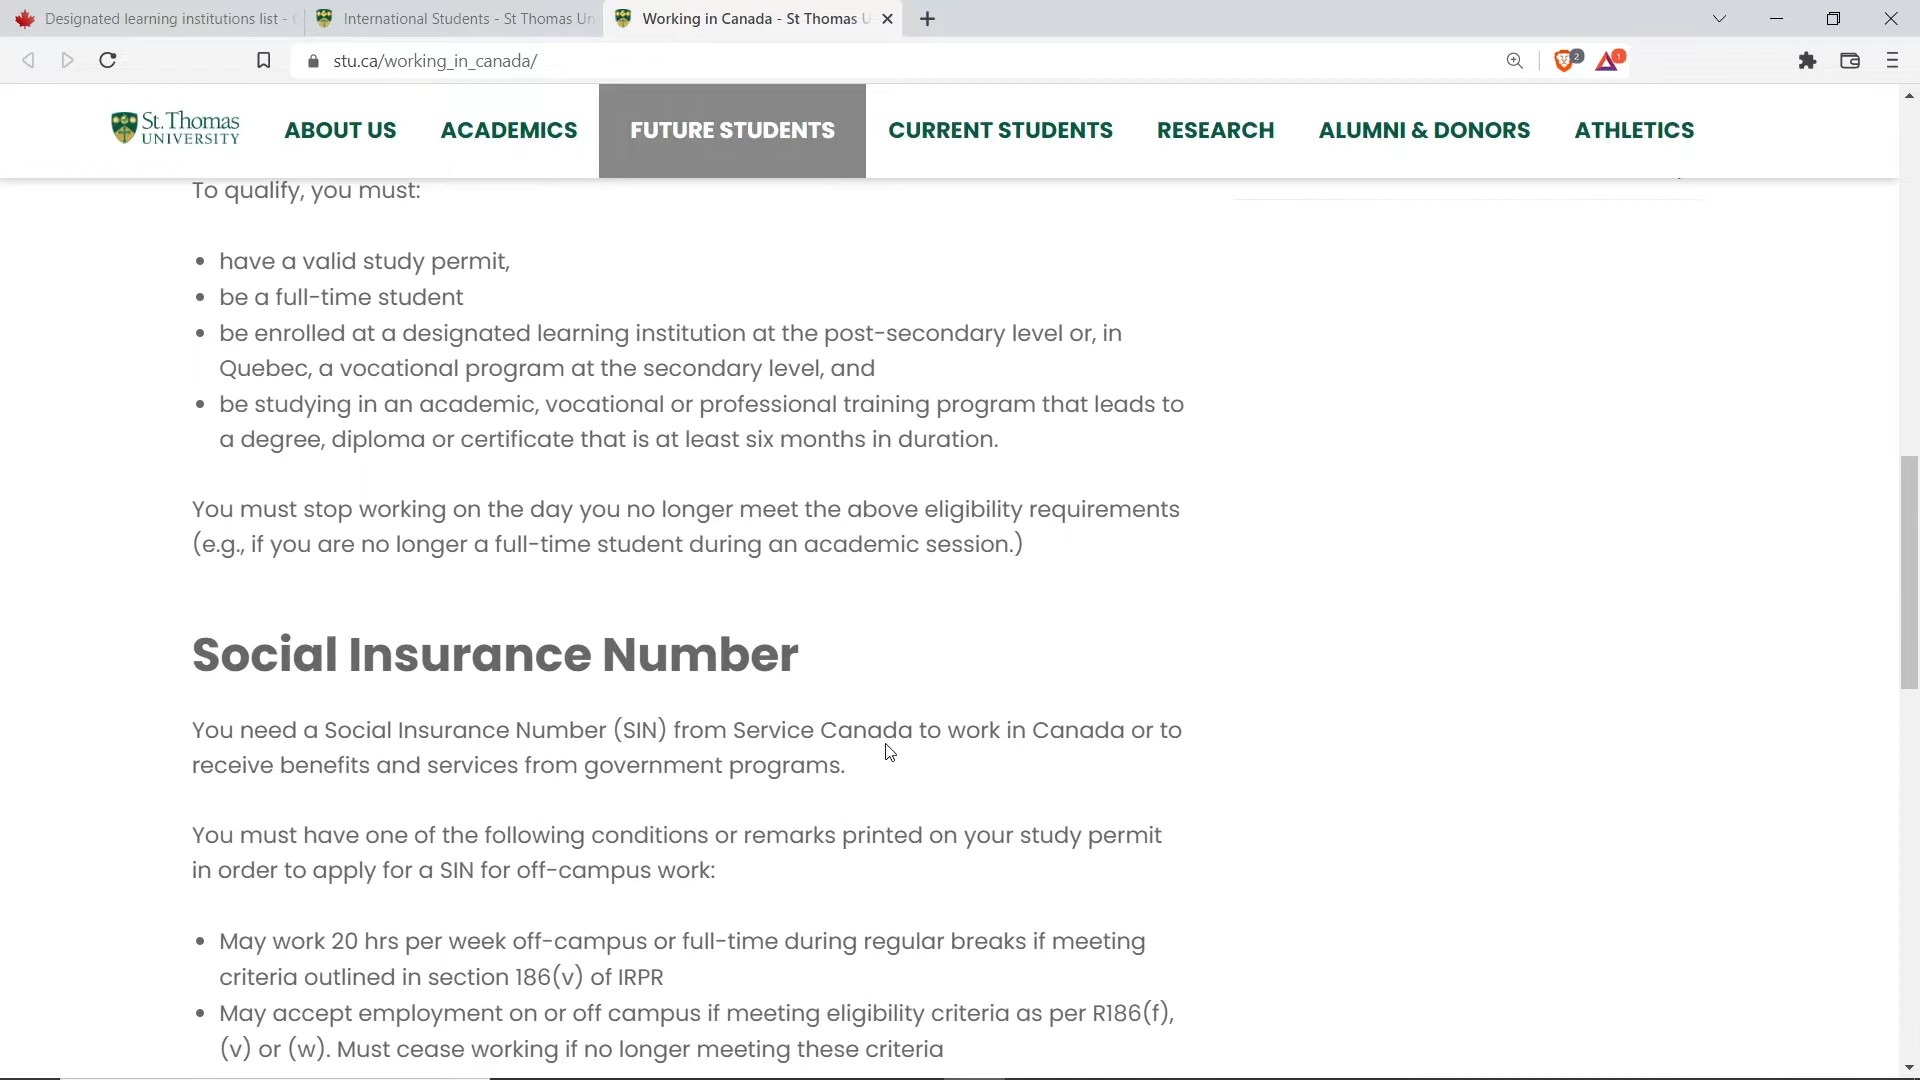 Designated learning institutions list -
International Students - St Thomas Un
Working in Canada - St Thomas U
stu.ca/working_in_canada/
2
1
St. Thomas
UNIVERSITY
ABOUT US
ACADEMICS
FUTURE STUDENTS
CURRENT STUDENTS
RESEARCH
ALUMNI & DONORS
ATHLETICS
To qualify, you must:
• have a valid study permit,
• be a full-time student
• be enrolled at a designated learning institution at the post-secondary level or, in
Quebec, a vocational program at the secondary level, and
• be studying in an academic, vocational or professional training program that leads to
a degree, diploma or certificate that is at least six months in duration.
You must stop working on the day you no longer meet the above eligibility requirements
(e.g., if you are no longer a full-time student during an academic session.)
Social Insurance Number
You need a Social Insurance Number (SIN) from Service Canada to work in Canada or to
receive benefits and services from government programs.
You must have one of the following conditions or remarks printed on your study permit
in order to apply for a SIN for off-campus work:
• May work 20 hrs per week off-campus or full-time during regular breaks if meeting
criteria outlined in section 186(v) of IRPR
• May accept employment on or off campus if meeting eligibility criteria as per R186(f),
(v) or (w). Must cease working if no longer meeting these criteria